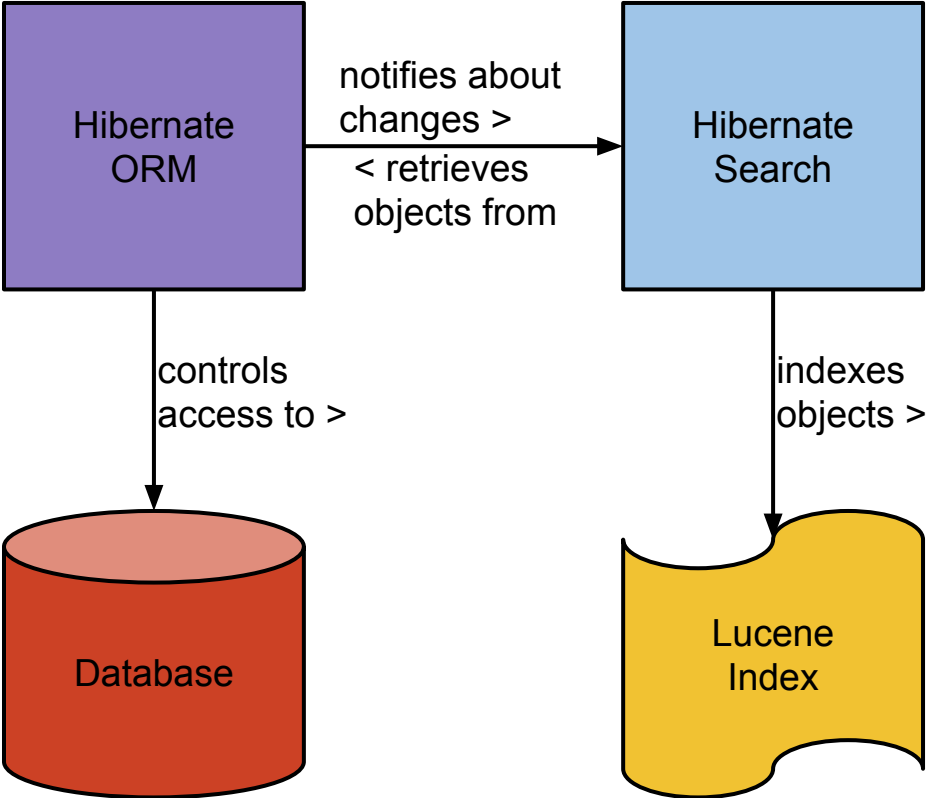 Hibernate
ORM
notifies about
changes >
< retrieves
objects from
Hibernate
Search
controls
access to >
indexes
objects >
Database
Lucene
Index